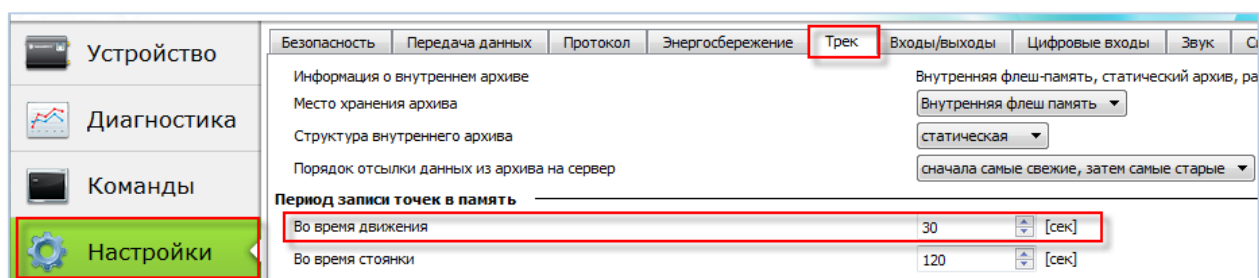 Устройство
Диагностика
Команды
Настройки
Безопасность Передача данных Протокол Энергосбережение Трек Входы/выходы Цифровые входы Звук
Информация о внутреннем архиве Внутренняя флеш-память, статический архив,
Место хранения архива Внутренняя флеш память
Структура внутреннего архива статическая
Порядок отсылки данных из архива на сервер сначала самые свежие, затем самые старые
Период записи точек в память
Во время движения 30 [сек]
Во время стоянки 120 [сек]